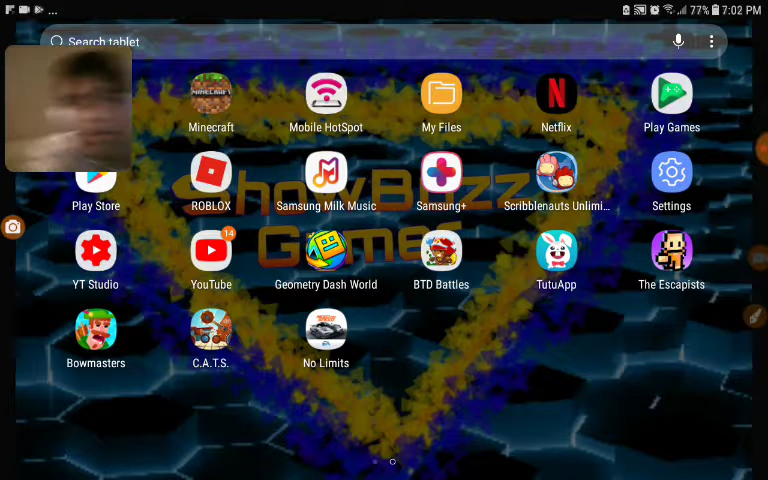 ... 77% 7:02 PM
Search tablet
MINECRAFT
Minecraft Mobile HotSpot My Files Netflix Play Games
Play Store ROBLOX Samsung Milk Music Samsung+ Scribblenauts Unlimi... Settings
ShowBuzz
Games
14
YT Studio YouTube Geometry Dash World BTD Battles TutuApp The Escapists
Bowmasters C.A.T.S. No Limits